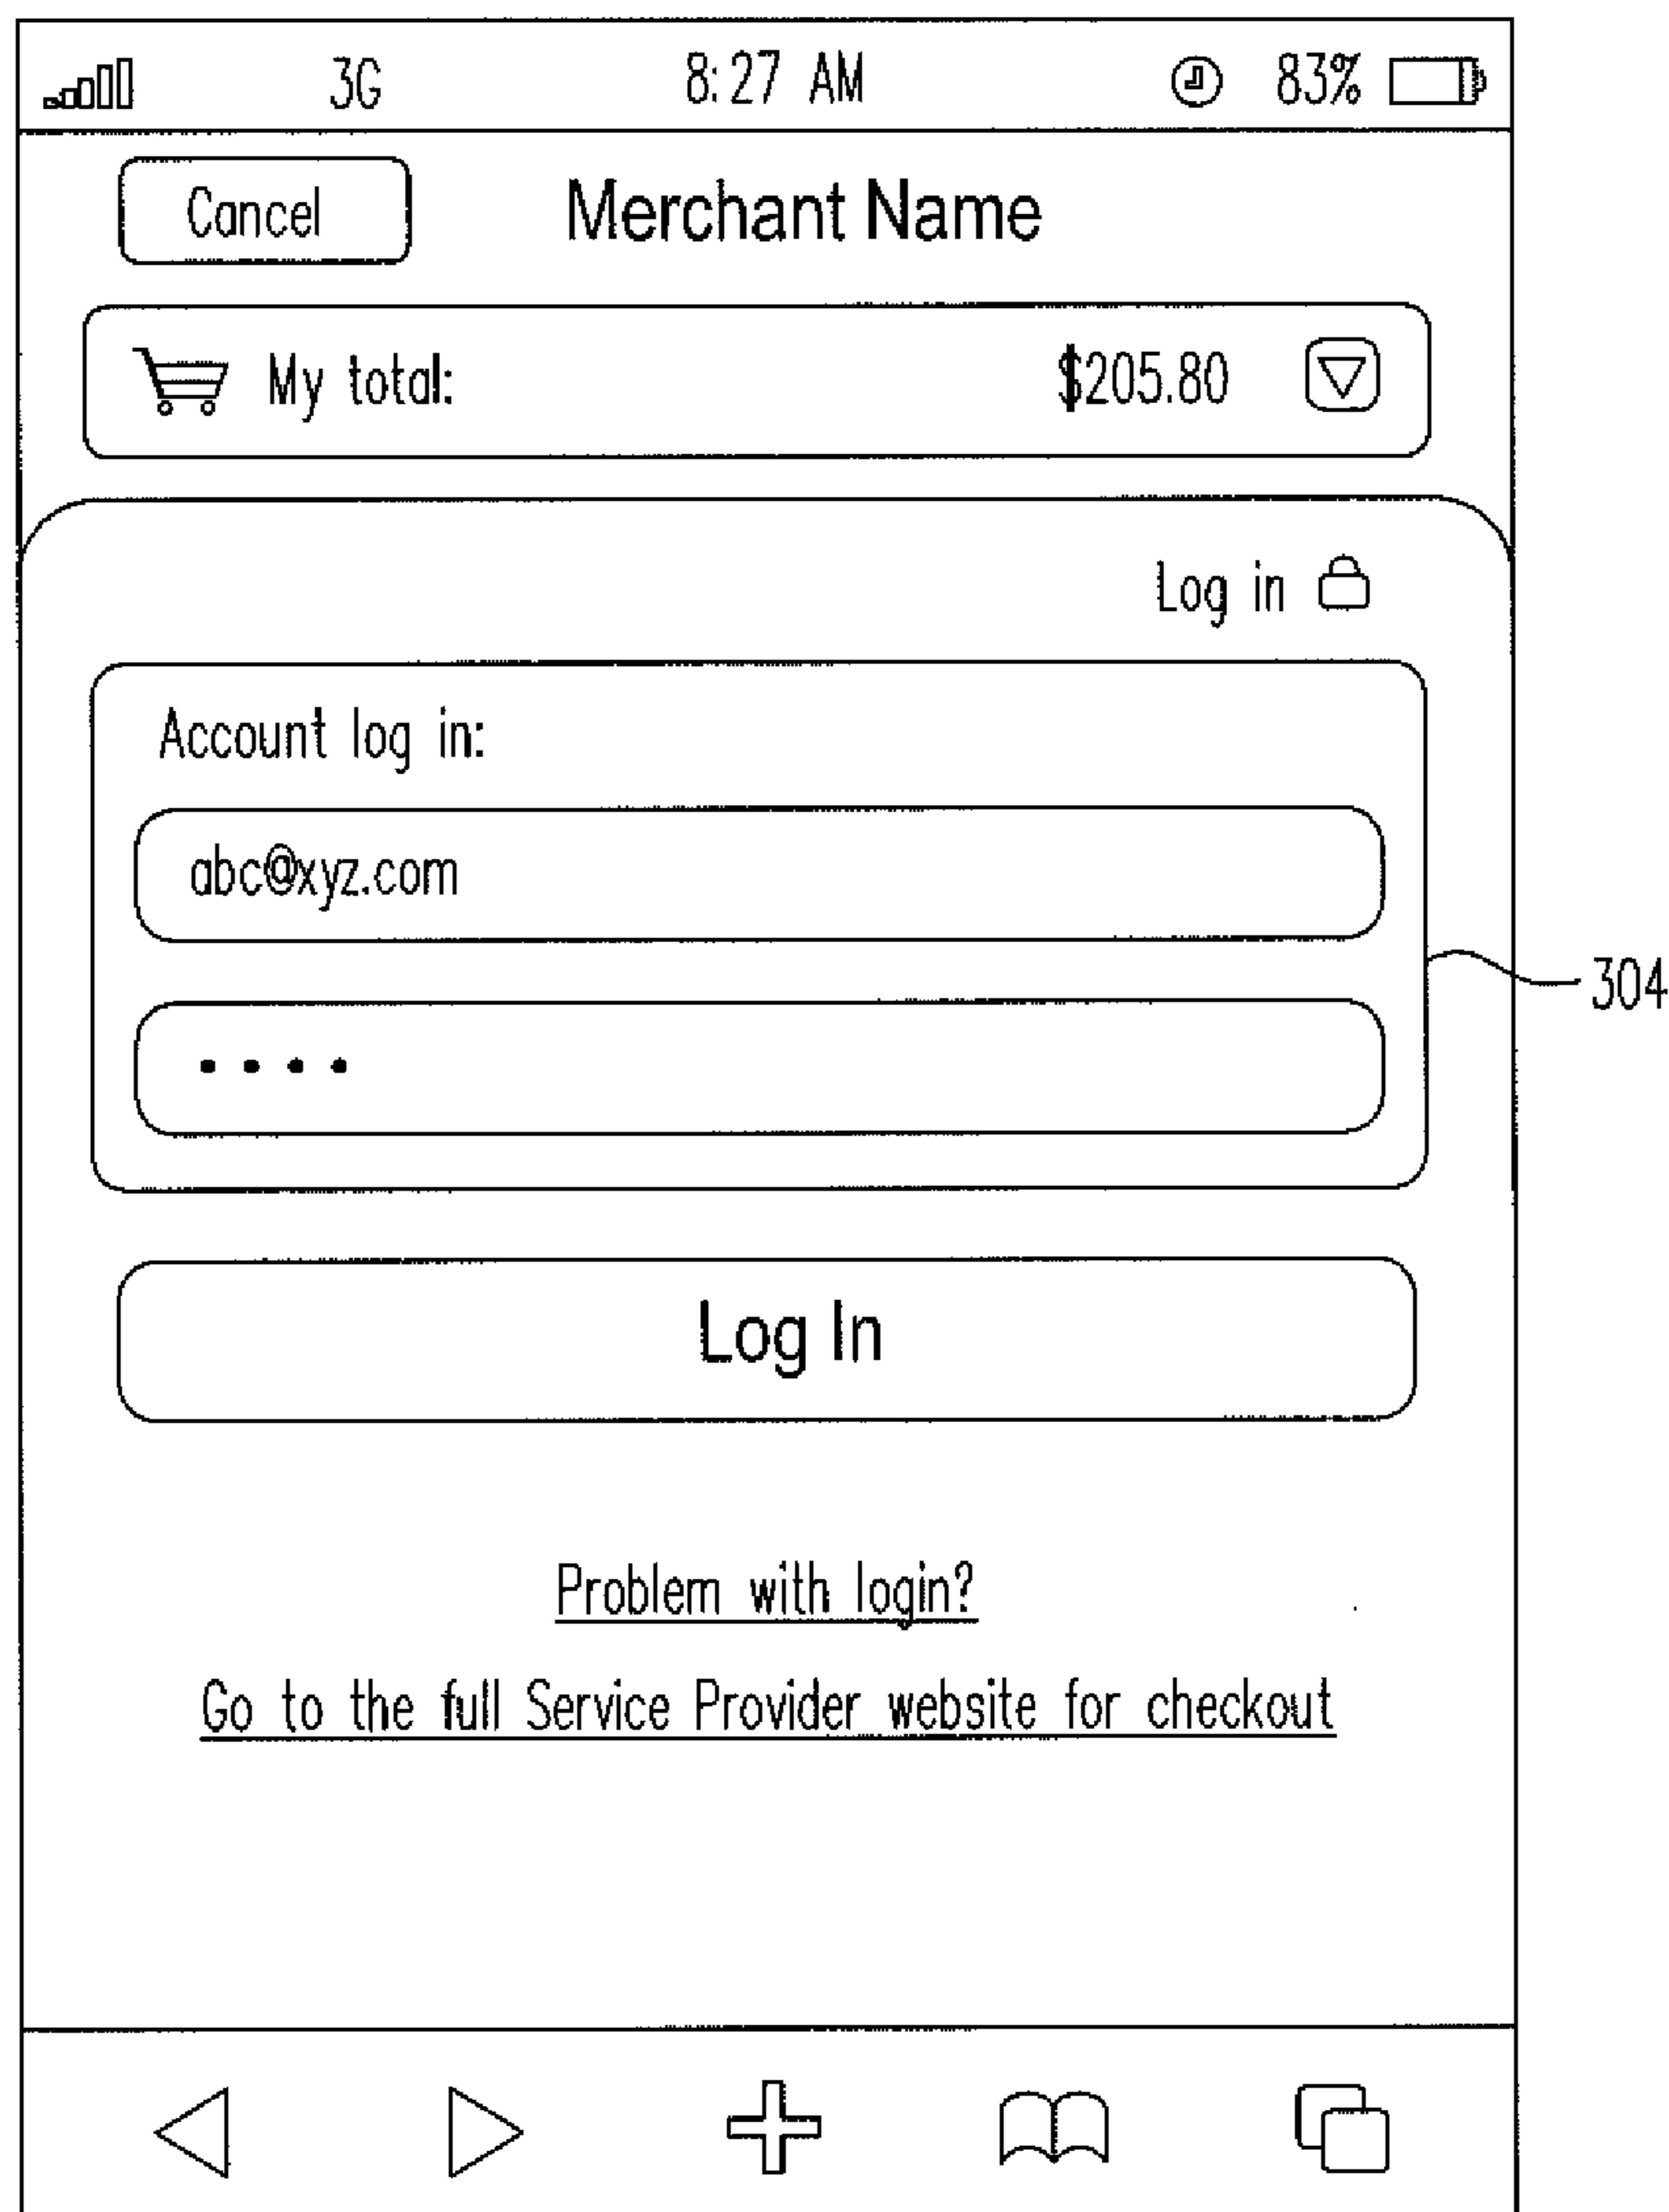 3G 8:27 AM 83%
Cancel Merchant Name
My total: $205.80
Log in
Account log in:
abc@xyz.com
304
Log In
Problem with login?
Go to the full Service Provider website for checkout